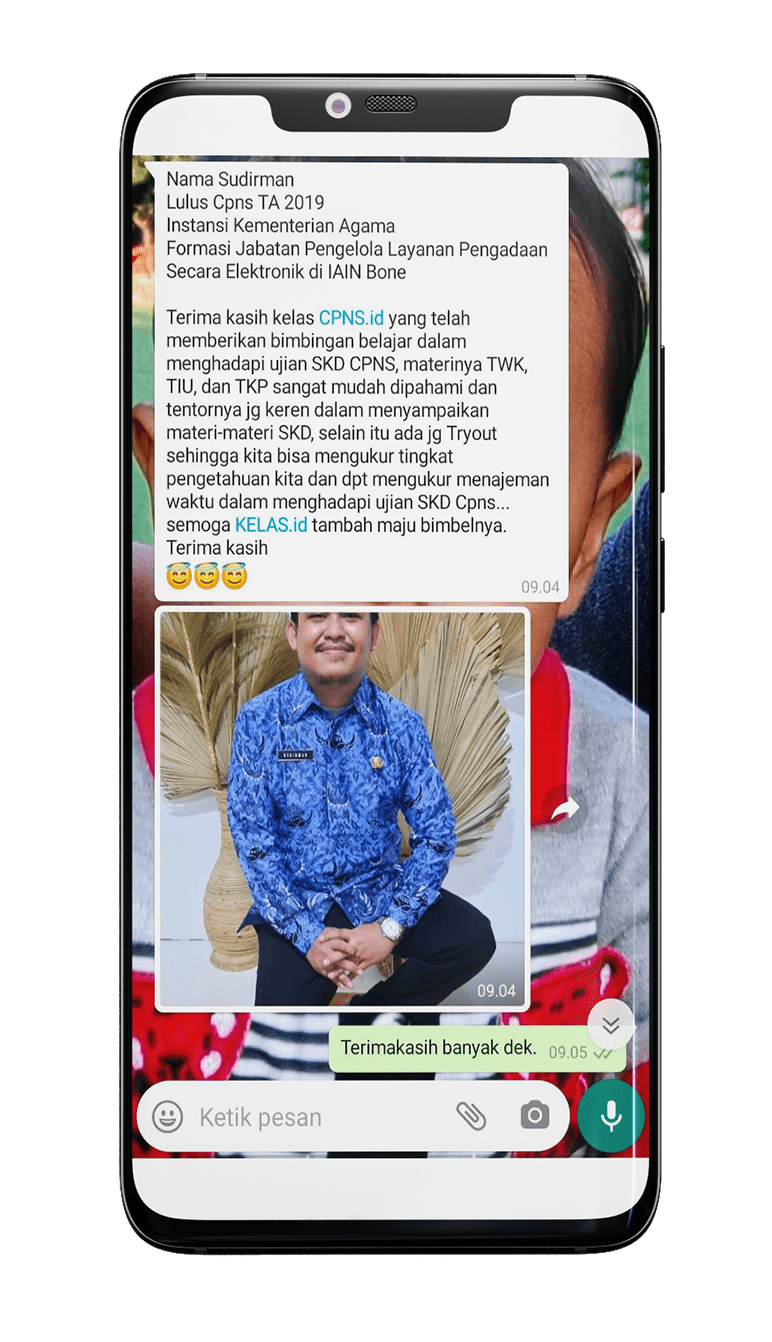 Nama Sudirman
Lulus Cpns TA 2019
Instansi Kementerian Agama
Formasi Jabatan Pengelola Layanan Pengadaan
Secara Elektronik di IAIN Bone
Terima kasih kelas CPNS.id yang telah
memberikan bimbingan belajar dalam
menghadapi ujian SKD CPNS, materinya TWK,
TIU, dan TKP sangat mudah dipahami dan
tentornya jg keren dalam menyampaikan
materi-materi SKD, selain itu ada jg Tryout
sehingga kita bisa mengukur tingkat
pengetahuan kita dan dpt mengukur menajeman
waktu dalam menghadapi ujian SKD Cpns...
semoga KELAS.id tambah maju bimbelnya.
Terima kasih
😇😇😇
09.04
SUDIRMAN
09.04
Terimakasih banyak dek. 09.05
Ketik pesan